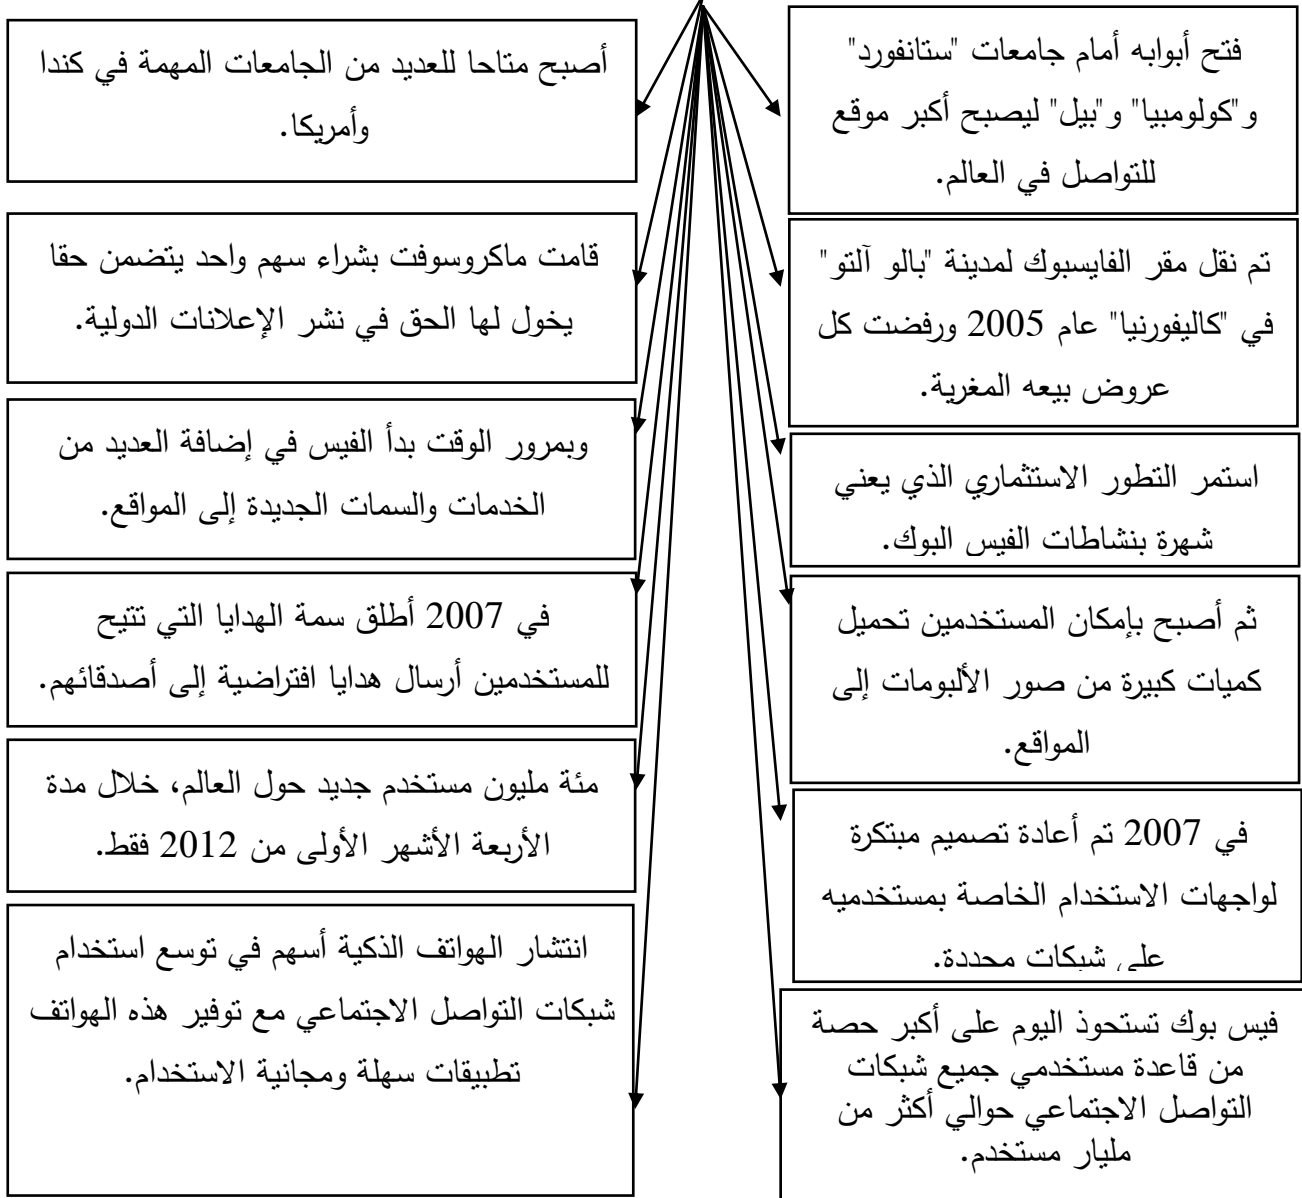 فتح أبوابه أمام جامعات "ستانفورد"
و"كولومبيا" و"بيل" ليصبح أكبر موقع
للتواصل في العالم.
أصبح متاحا للعديد من الجامعات المهمة في كندا
وأمريكا.
تم نقل مقر الفايسبوك لمدينة "بالو آلتو"
في "كاليفورنيا" عام 2005 ورفضت كل
عروض بيعه المغرية.
قامت ماكروسوفت بشراء سهم واحد يتضمن حقا
يخول لها الحق في نشر الإعلانات الدولية.
استمر التطور الاستثماري الذي يعني
شهرة بنشاطات الفيس البوك.
وبمرور الوقت بدأ الفيس في إضافة العديد من
الخدمات والسمات الجديدة إلى المواقع.
ثم أصبح بإمكان المستخدمين تحميل
كميات كبيرة من صور الألبومات إلى
المواقع.
في 2007 أطلق سمة الهدايا التي تتيح
للمستخدمين أرسال هدايا افتراضية إلى أصدقائهم.
في 2007 تم أعادة تصميم مبتكرة
لواجهات الاستخدام الخاصة بمستخدميه
على شبكات محددة.
مئة مليون مستخدم جديد حول العالم، خلال مدة
الأربعة الأشهر الأولى من 2012 فقط.
فيس بوك تستحوذ اليوم على أكبر حصة
من قاعدة مستخدمي جميع شبكات
التواصل الاجتماعي حوالي أكثر من
مليار مستخدم.
انتشار الهواتف الذكية أسهم في توسع استخدام
شبكات التواصل الاجتماعي مع توفير هذه الهواتف
تطبيقات سهلة ومجانية الاستخدام.